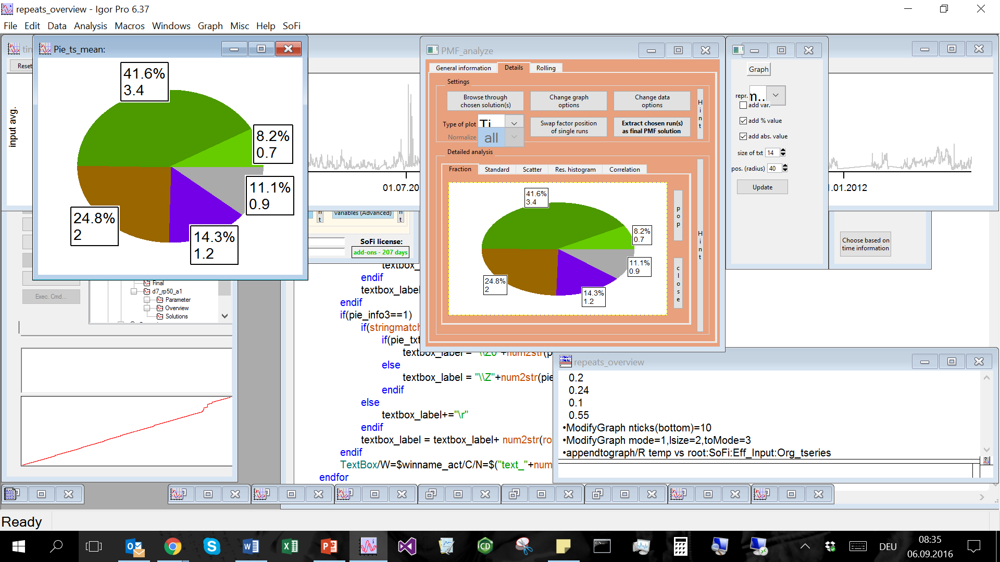 repeats_overview - Igor Pro 6.37
File Edit Data Analysis Macros Windows Graph Misc Help SoFi
Pie_ts_mean:
41.6%
3.4
8.2%
0.7
11.1%
0.9
14.3%
1.2
24.8%
2
Reset
input avg.
01.01.2012
PMF_analyze
General information
Details
Rolling
Settings
Browse through
chosen solution(s)
Change graph
options
Change data
options
Type of plot
Swap factor position
of single runs
Extract chosen run(s)
as final PMF solution
Normalize
all
Hint
Detailed analysis
Fraction
Standard
Scatter
Res. histogram
Correlation
41.6%
3.4
8.2%
0.7
11.1%
0.9
14.3%
1.2
24.8%
2
pop
close
Hint
Graph
repr.
add var.
add % value
add abs. value
size of txt 14
pos. (radius) 40
Update
Choose based on
time information
variables (Advanced)
SoFi license:
add-ons - 207 days
Exec. Cmd...
Final
d7_rp50_a1
Parameter
Overview
Solutions
textbox_
endif
textbox_label
endif
if(pie_info3==1)
if(stringmatch
if(pie_txt
textbox_label = "\\Z0"+num2str(p
else
textbox_label = "\\Z"+num2str(pie
endif
else
textbox_label+="\r"
endif
textbox_label = textbox_label+ num2str(ro
endif
TextBox/W=$winname_act/C/N=$("text_"+num
endfor
repeats_overview
0.2
0.24
0.1
0.55
•ModifyGraph nticks(bottom)=10
•ModifyGraph mode=1,lsize=2,toMode=3
•appendtograph/R temp vs root:SoFi:Eff_Input:Org_tseries
Ready
DEU
08:35
06.09.2016